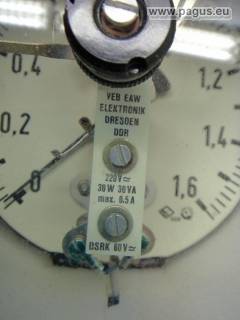 © www.pagus.eu
0,4
1,2
0,2
0
1,4
1,6
VEB EAW
ELEKTRONIK
DRESDEN
DDR
220V≂
30W 30VA
max. 0.5A
DSRK 60V≂